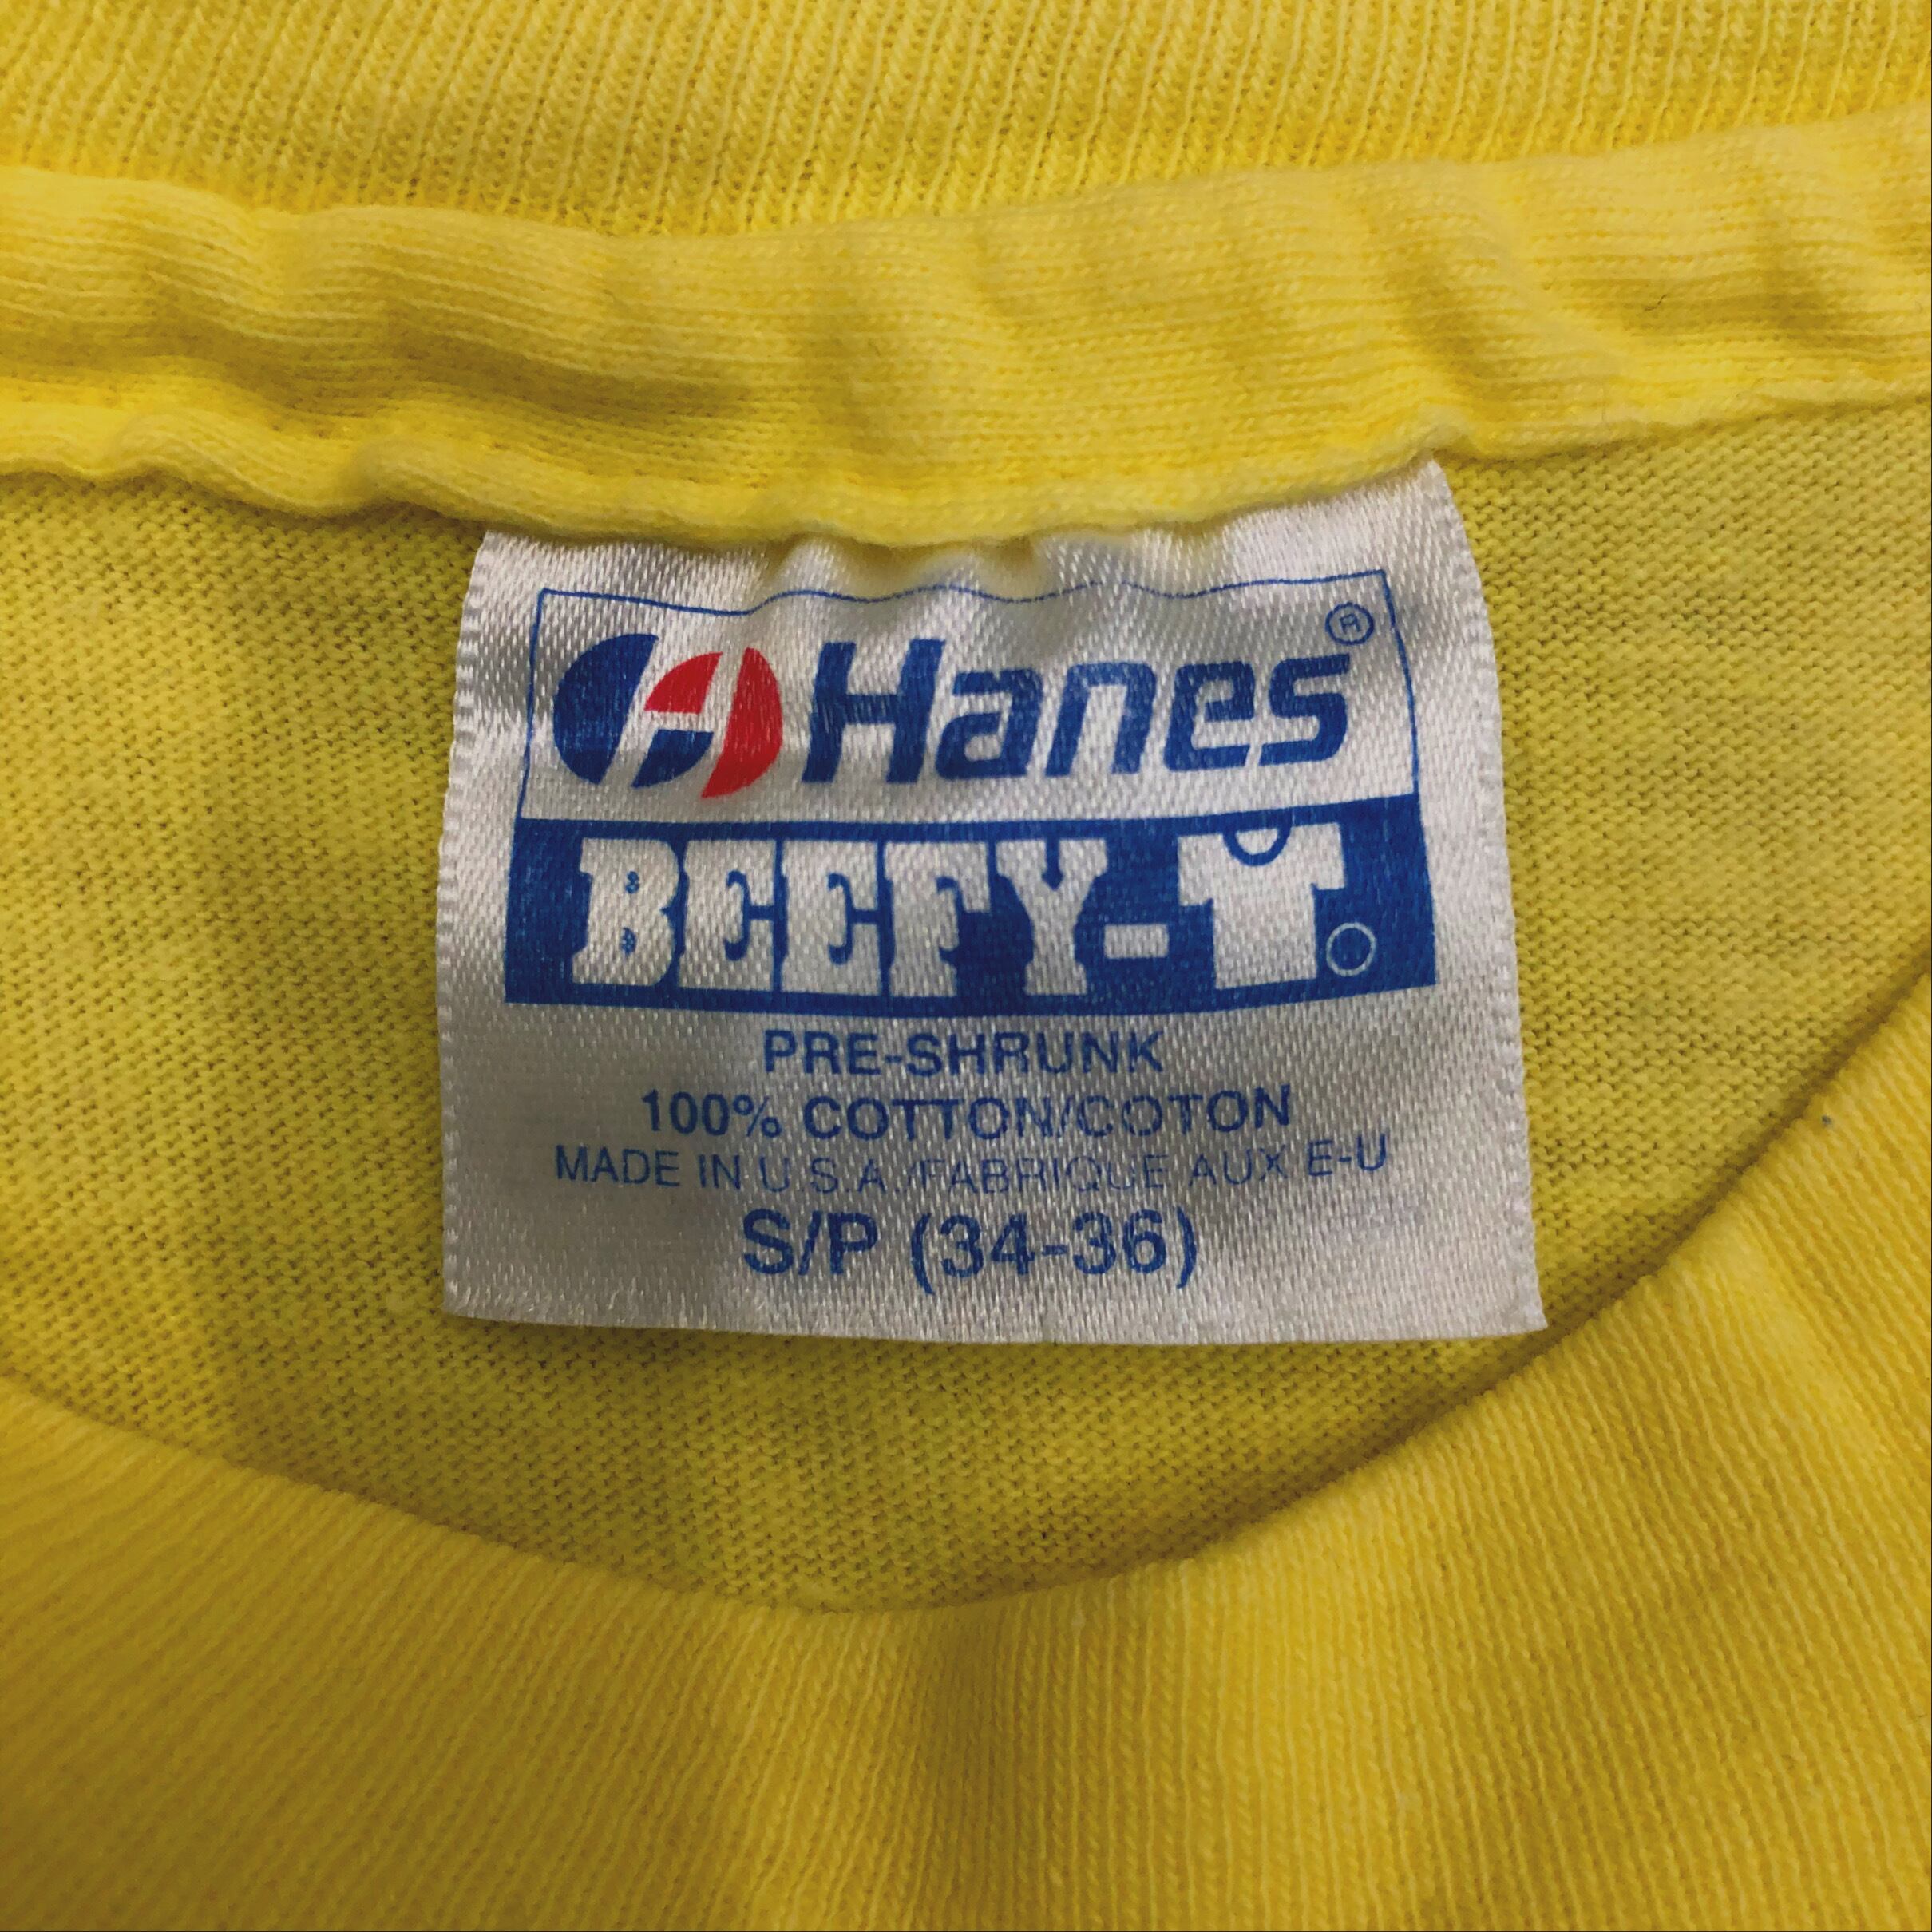 Hanes®
BEEFY-T.
PRE-SHRUNK
100% COTTON/COTON
MADE IN U.S.A./FABRIQUE AUX E-U
S/P (34-36)